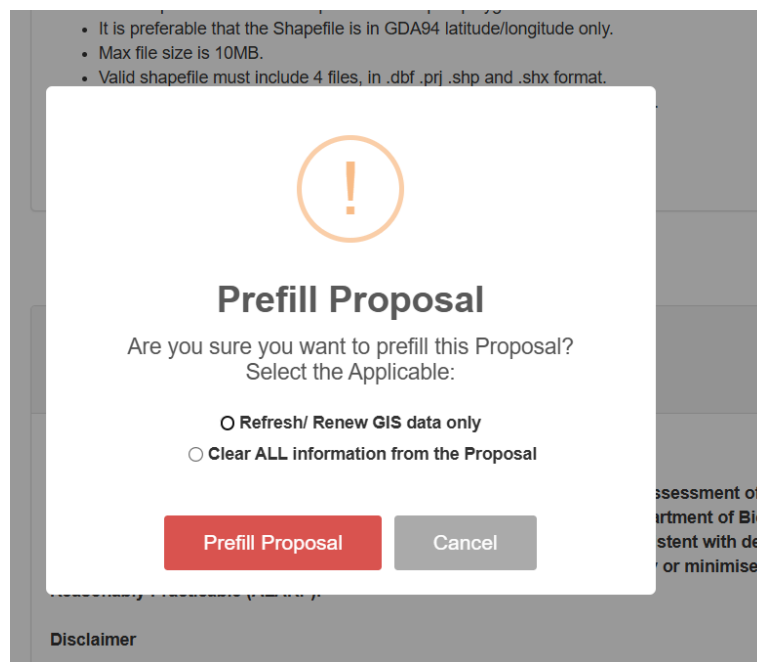 • It is preferable that the Shapefile is in GDA94 latitude/longitude only.
• Max file size is 10MB.
• Valid shapefile must include 4 files, in .dbf .prj .shp and .shx format.
!
Prefill Proposal
Are you sure you want to prefill this Proposal?
Select the Applicable:
Refresh/ Renew GIS data only
Clear ALL information from the Proposal
ssessment of
artment of Bi
stent with de
Prefill Proposal Cancel
or minimise
Disclaimer